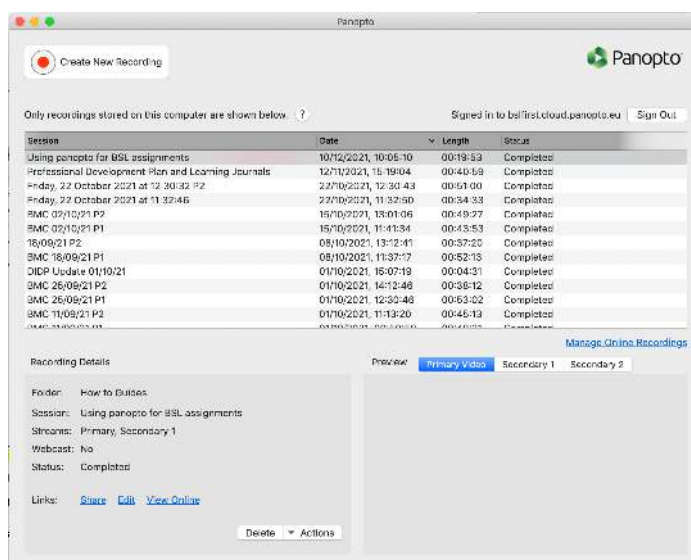 Panopto
Create New Recording
Panopto
Only recordings stored on this computer are shown below. ? Signed in to bslfirst.cloud.panopto.eu Sign Out
Session Date Length Status
Using panopto for BSL assignments 10/12/2021, 10:05:10 00:19:53 Completed
Professional Development Plan and Learning Journals 12/11/2021, 15:19:04 00:40:59 Completed
Friday, 22 October 2021 at 12:30:32 P2 22/10/2021, 12:30:43 00:51:00 Completed
Friday, 22 October 2021 at 11:32:46 22/10/2021, 11:32:50 00:34:33 Completed
BMC 02/10/21 P2 15/10/2021, 13:01:06 00:49:27 Completed
BMC 02/10/21 P1 15/10/2021, 11:41:34 00:43:53 Completed
18/09/21 P2 08/10/2021, 13:12:41 00:37:20 Completed
BMC 18/09/21 P1 08/10/2021, 11:37:17 00:52:13 Completed
DIDP Update 01/10/21 01/10/2021, 15:07:19 00:04:31 Completed
BMC 25/09/21 P2 01/10/2021, 14:12:46 00:38:12 Completed
BMC 25/09/21 P1 01/10/2021, 12:30:46 00:53:02 Completed
BMC 11/09/21 P2 01/10/2021, 11:13:20 00:45:13 Completed
Manage Online Recordings
Recording Details
Preview Primary Video Secondary 1 Secondary 2
Folder: How to Guides
Session: Using panopto for BSL assignments
Streams: Primary, Secondary 1
Webcast: No
Status: Completed
Links: Share Edit View Online
Delete Actions